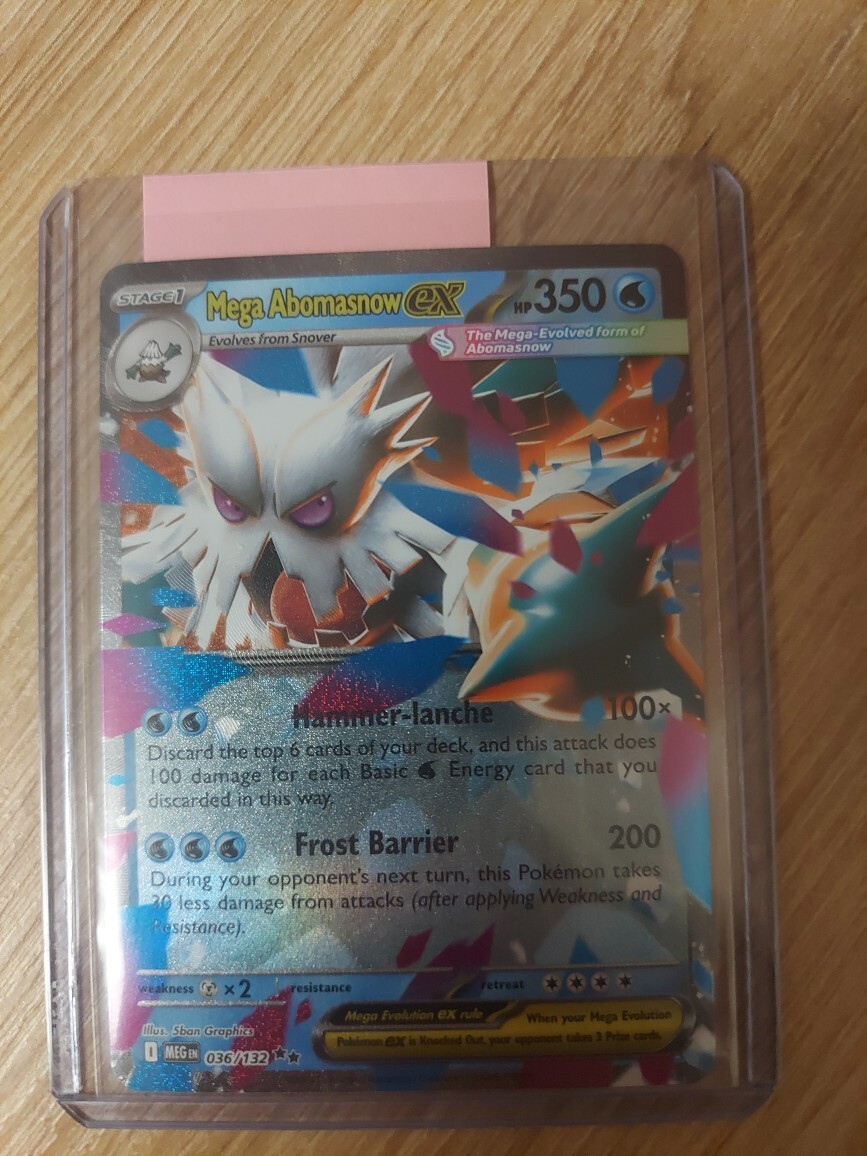 STAGE1
Mega Abomasnow ex
HP 350
Evolves from Snover
The Mega-Evolved form of
Abomasnow
Hammer-lanche 100×
Discard the top 6 cards of your deck, and this attack does
100 damage for each Basic Energy card that you
discarded in this way.
Frost Barrier 200
During your opponent's next turn, this Pokémon takes
30 less damage from attacks (after applying Weakness and
Resistance).
weakness ×2 resistance retreat
Mega Evolution ex rule When your Mega Evolution
Pokémon ex is Knocked Out, your opponent takes 3 Prize cards.
Illus. 5ban Graphics
I MEG EN 036/132